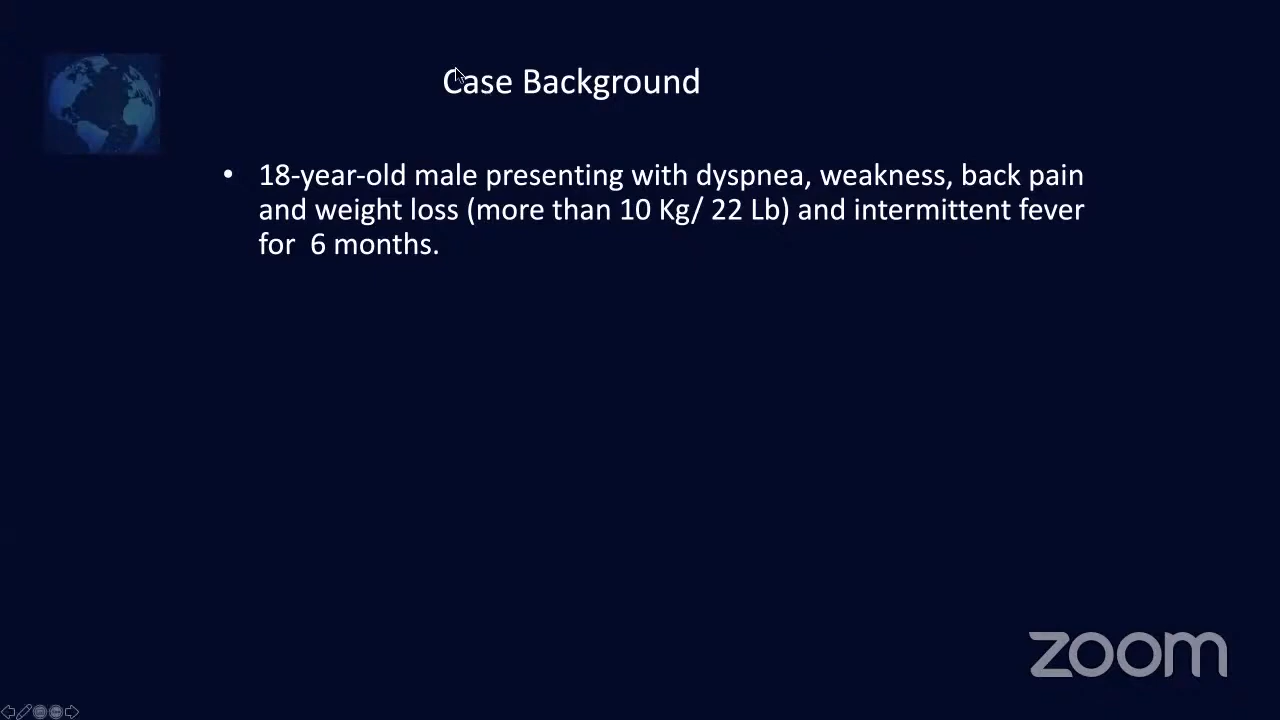 Case Background
• 18-year-old male presenting with dyspnea, weakness, back pain
and weight loss (more than 10 Kg/ 22 Lb) and intermittent fever
for  6 months.
zoom